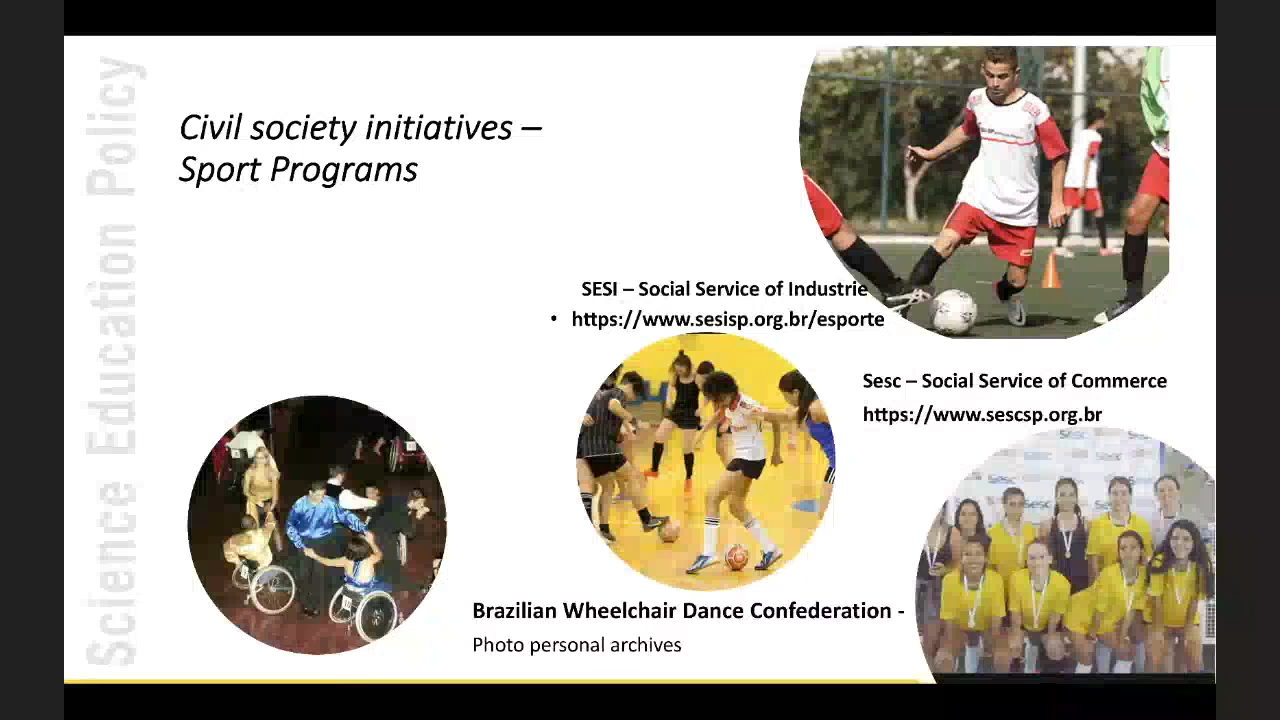 Science Education Policy
Civil society initiatives –
Sport Programs
SESI – Social Service of Industrie
• https://www.sesisp.org.br/esporte
Sesc – Social Service of Commerce
https://www.sescsp.org.br
Sesc
Brazilian Wheelchair Dance Confederation -
Photo personal archives